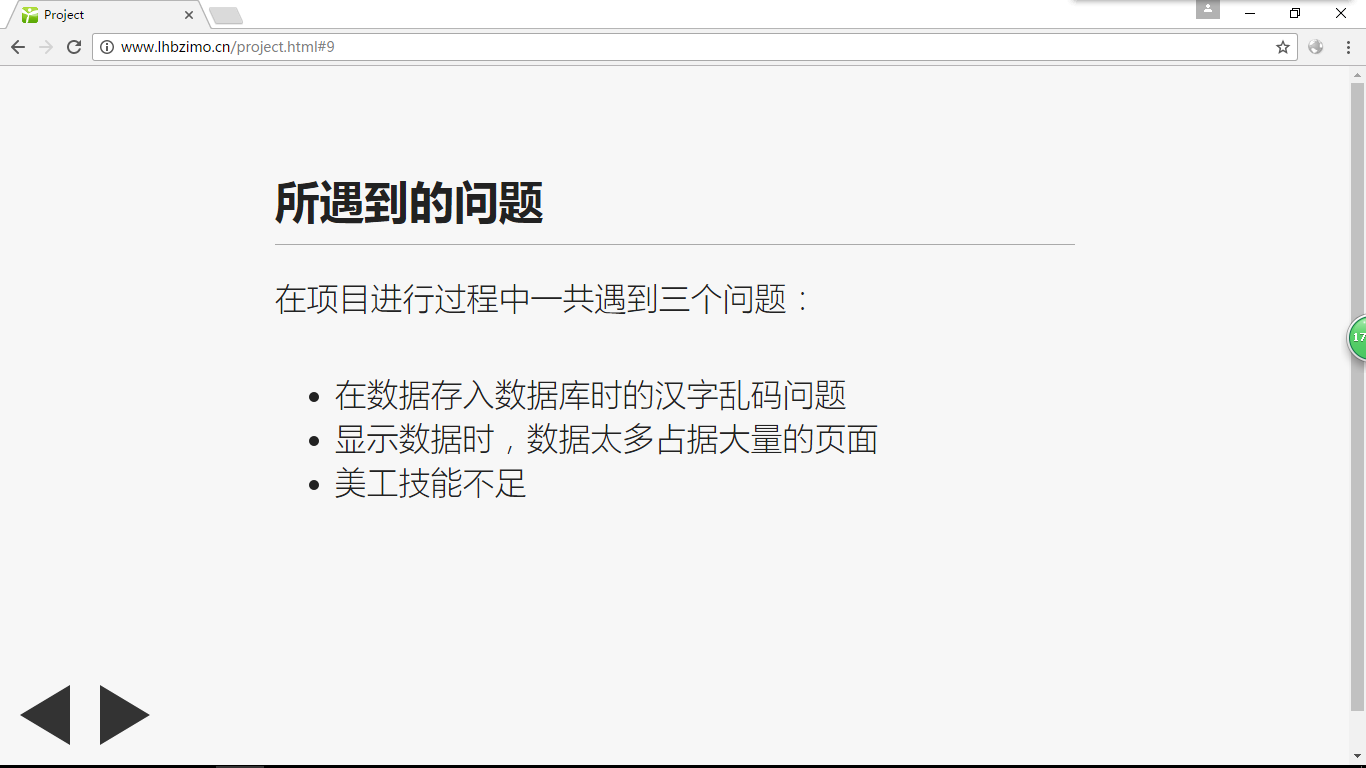 Project
www.lhbzimo.cn/project.html#9
所遇到的问题
在项目进行过程中一共遇到三个问题：
在数据存入数据库时的汉字乱码问题
显示数据时，数据太多占据大量的页面
17
美工技能不足